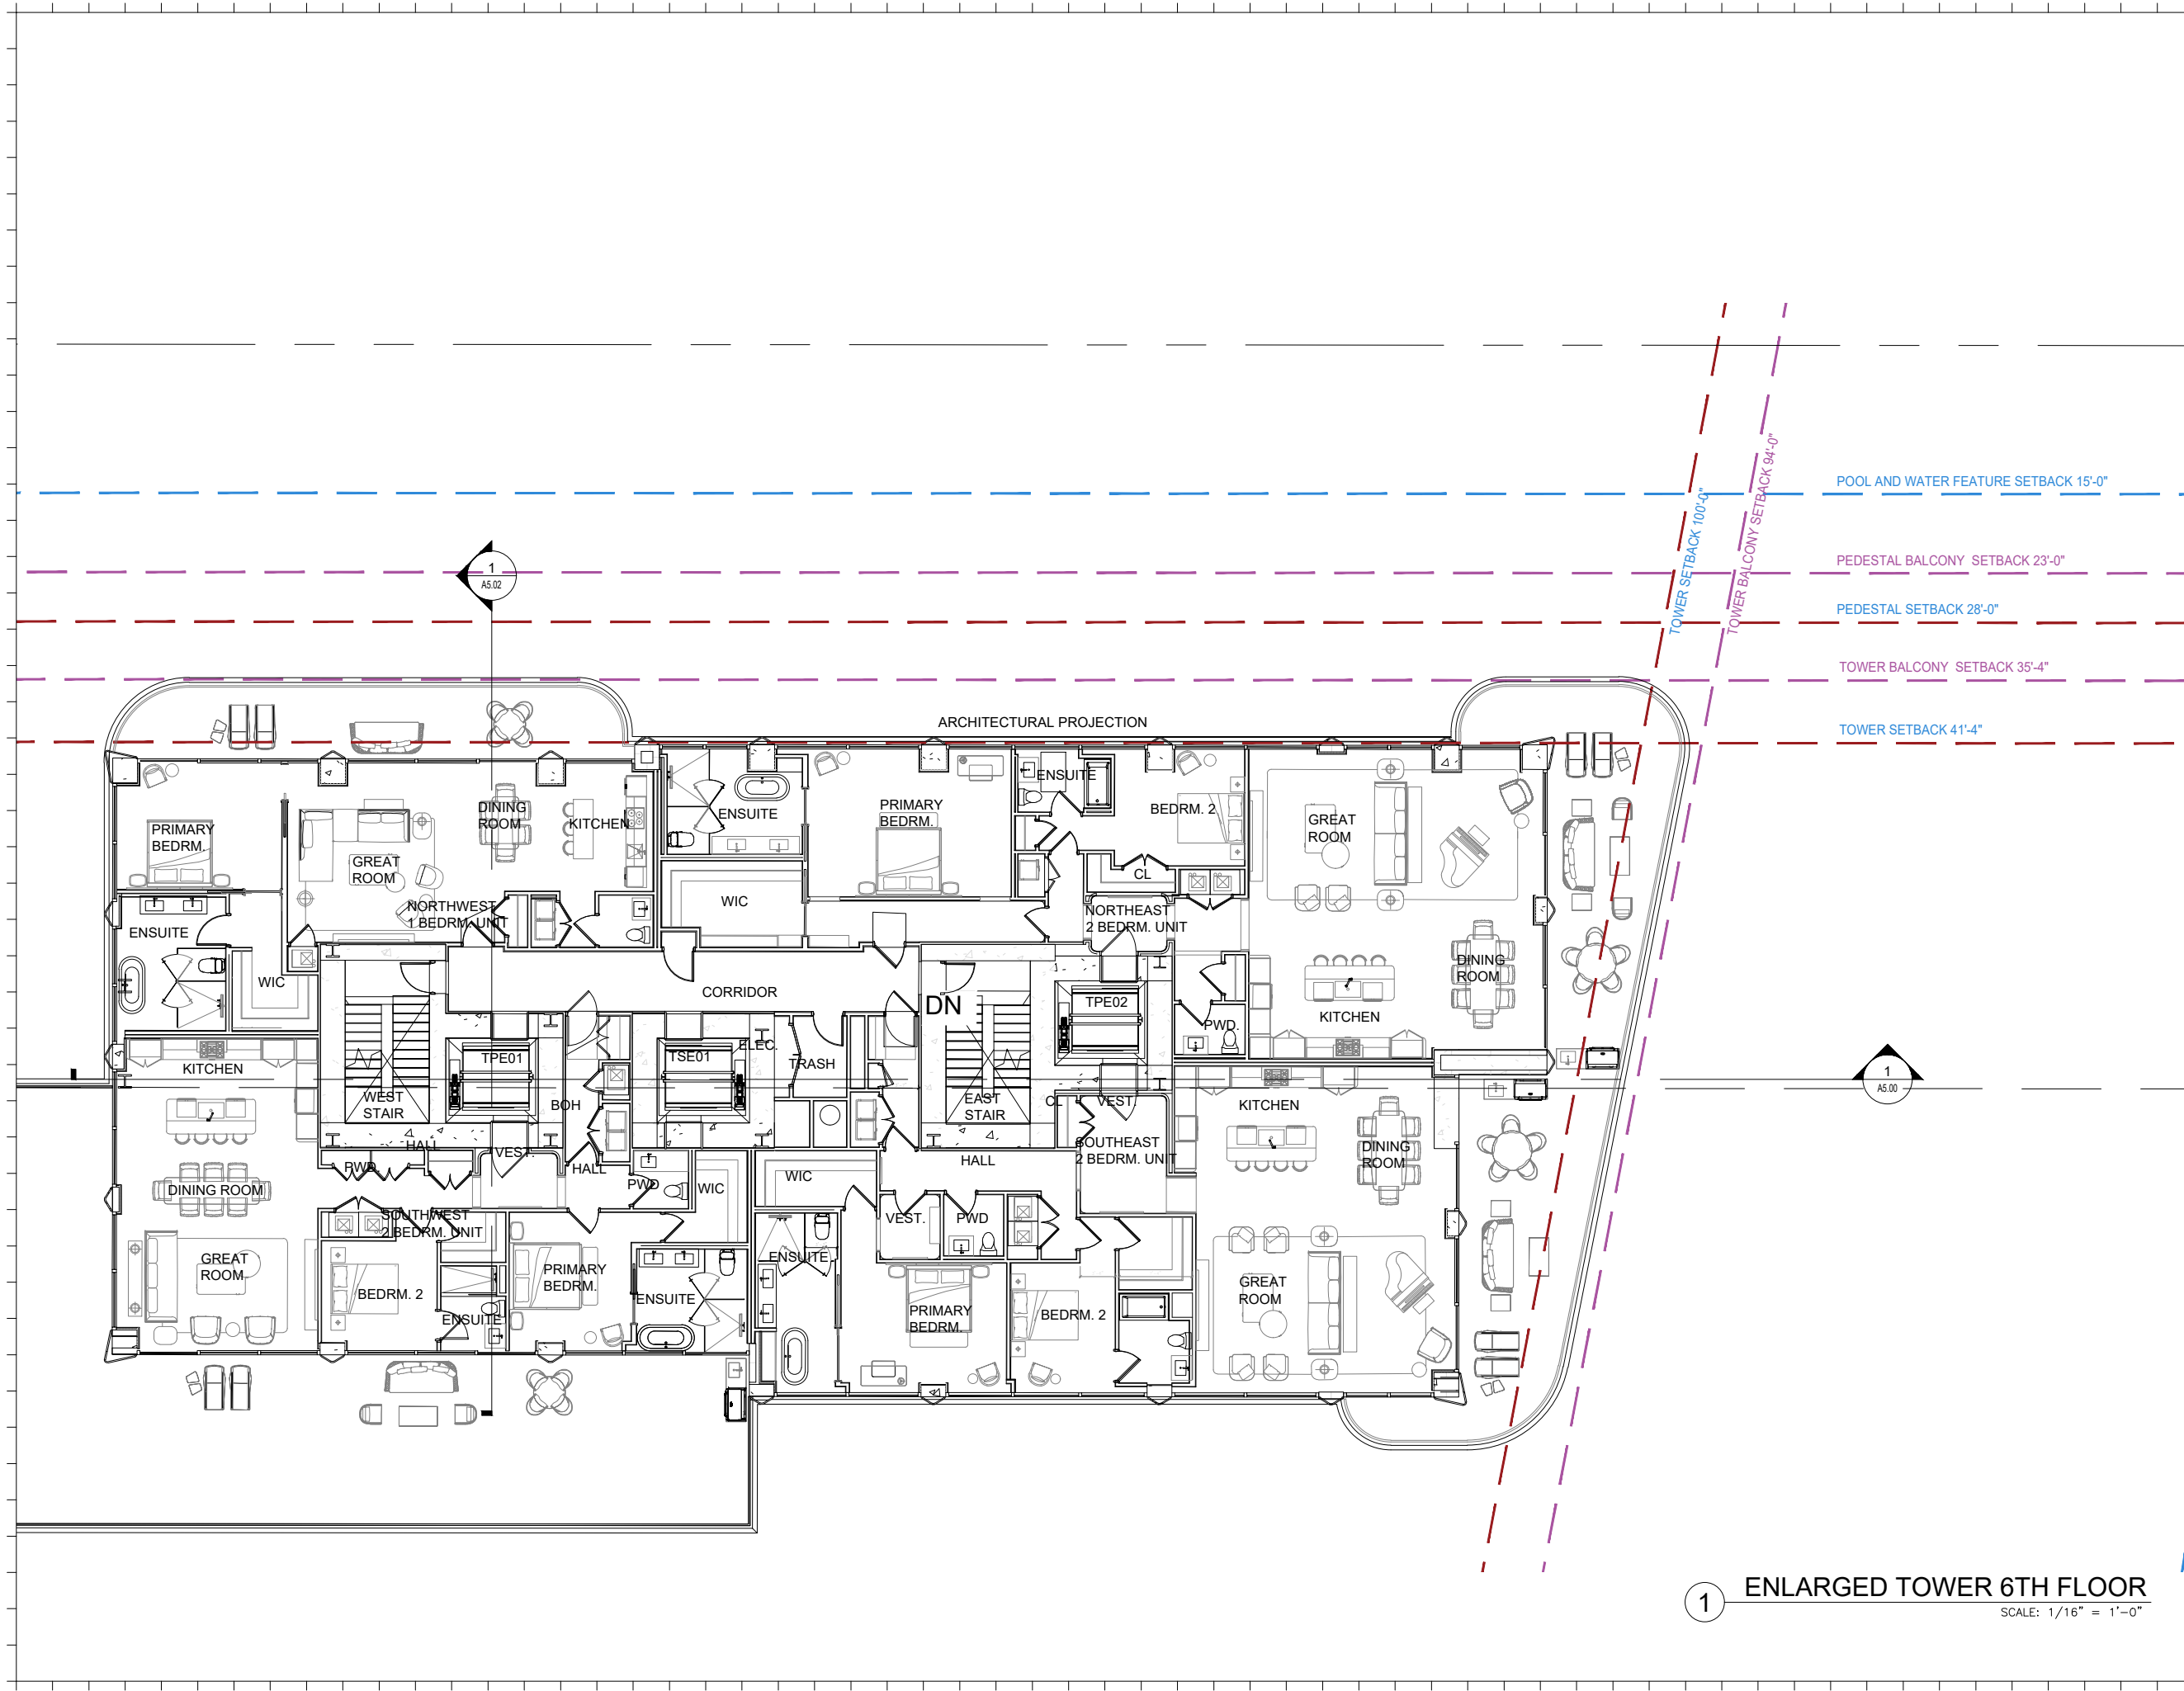 TOWER SETBACK 100'-0"
TOWER BALCONY SETBACK 94'-0"
POOL AND WATER FEATURE SETBACK 15'-0"
PEDESTAL BALCONY  SETBACK 23'-0"
PEDESTAL SETBACK 28'-0"
TOWER BALCONY  SETBACK 35'-4"
TOWER SETBACK 41'-4"
1
A5.02
ARCHITECTURAL PROJECTION
PRIMARY
BEDRM.
GREAT
ROOM
DINING
ROOM
KITCHEN
ENSUITE
PRIMARY
BEDRM.
ENSUITE
BEDRM. 2
GREAT
ROOM
CL
WIC
NORTHWEST
1 BEDRM. UNIT
NORTHEAST
2 BEDRM. UNIT
ENSUITE
WIC
CORRIDOR
DN
TPE02
DINING
ROOM
KITCHEN
PWD.
KITCHEN
TPE01
TSE01
ELEC.
TRASH
WEST
STAIR
BOH
EAST
STAIR
CL
VEST.
KITCHEN
1
A5.00
HALL
VEST.
HALL
PWD.
PWD
WIC
WIC
HALL
SOUTHEAST
2 BEDRM. UNIT
DINING
ROOM
DINING ROOM
SOUTHWEST
2 BEDRM. UNIT
VEST.
PWD
GREAT
ROOM
BEDRM. 2
ENSUITE
PRIMARY
BEDRM.
ENSUITE
ENSUITE
PRIMARY
BEDRM.
BEDRM. 2
GREAT
ROOM
1
ENLARGED TOWER 6TH FLOOR
SCALE: 1/16" = 1'-0"